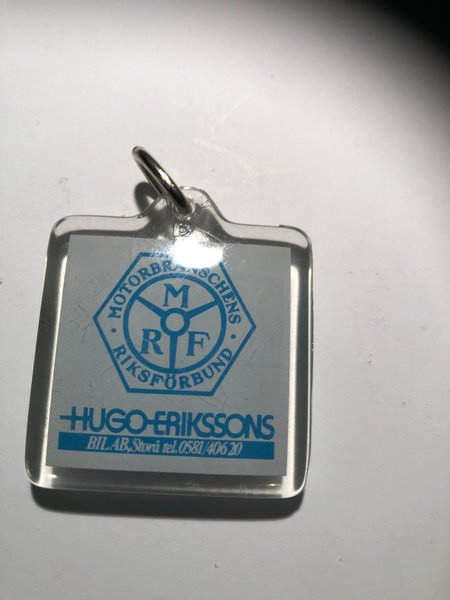 · MOTORBRANSCHENS ·
M
R F
RIKSFÖRBUND
HUGO ERIKSSONS
BIL AB, Storå tel. 0581/406 20